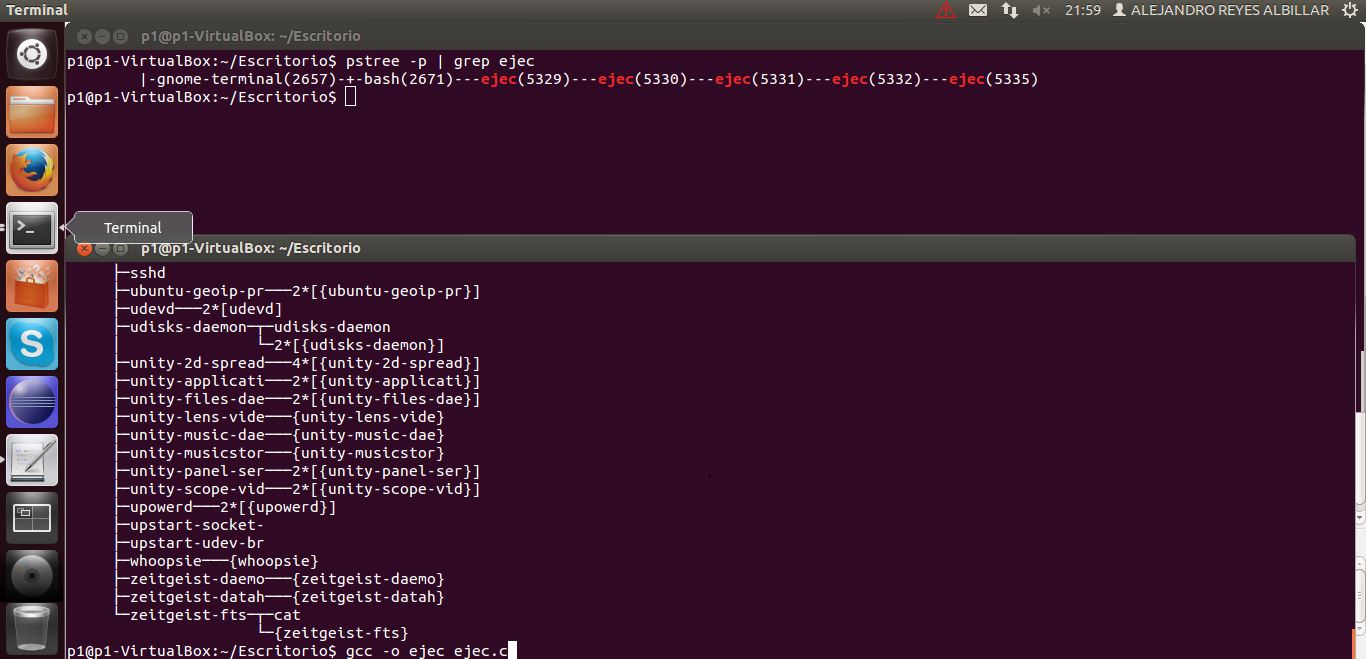 Terminal
21:59 ALEJANDRO REYES ALBILLAR
p1@p1-VirtualBox: ~/Escritorio
p1@p1-VirtualBox:~/Escritorio$ pstree -p | grep ejec
|-gnome-terminal(2657)-+-bash(2671)---ejec(5329)---ejec(5330)---ejec(5331)---ejec(5332)---ejec(5335)
p1@p1-VirtualBox:~/Escritorio$
Terminal
p1@p1-VirtualBox: ~/Escritorio
├─sshd
├─ubuntu-geoip-pr───2*[{ubuntu-geoip-pr}]
├─udevd───2*[udevd]
├─udisks-daemon─┬─udisks-daemon
│               └─2*[{udisks-daemon}]
├─unity-2d-spread───4*[{unity-2d-spread}]
├─unity-applicati───2*[{unity-applicati}]
├─unity-files-dae───2*[{unity-files-dae}]
├─unity-lens-vide───{unity-lens-vide}
├─unity-music-dae───{unity-music-dae}
├─unity-musicstor───{unity-musicstor}
├─unity-panel-ser───2*[{unity-panel-ser}]
├─unity-scope-vid───2*[{unity-scope-vid}]
├─upowerd───2*[{upowerd}]
├─upstart-socket-
├─upstart-udev-br
├─whoopsie───{whoopsie}
├─zeitgeist-daemo───{zeitgeist-daemo}
├─zeitgeist-datah───{zeitgeist-datah}
└─zeitgeist-fts─┬─cat
                └─{zeitgeist-fts}
p1@p1-VirtualBox:~/Escritorio$ gcc -o ejec ejec.c